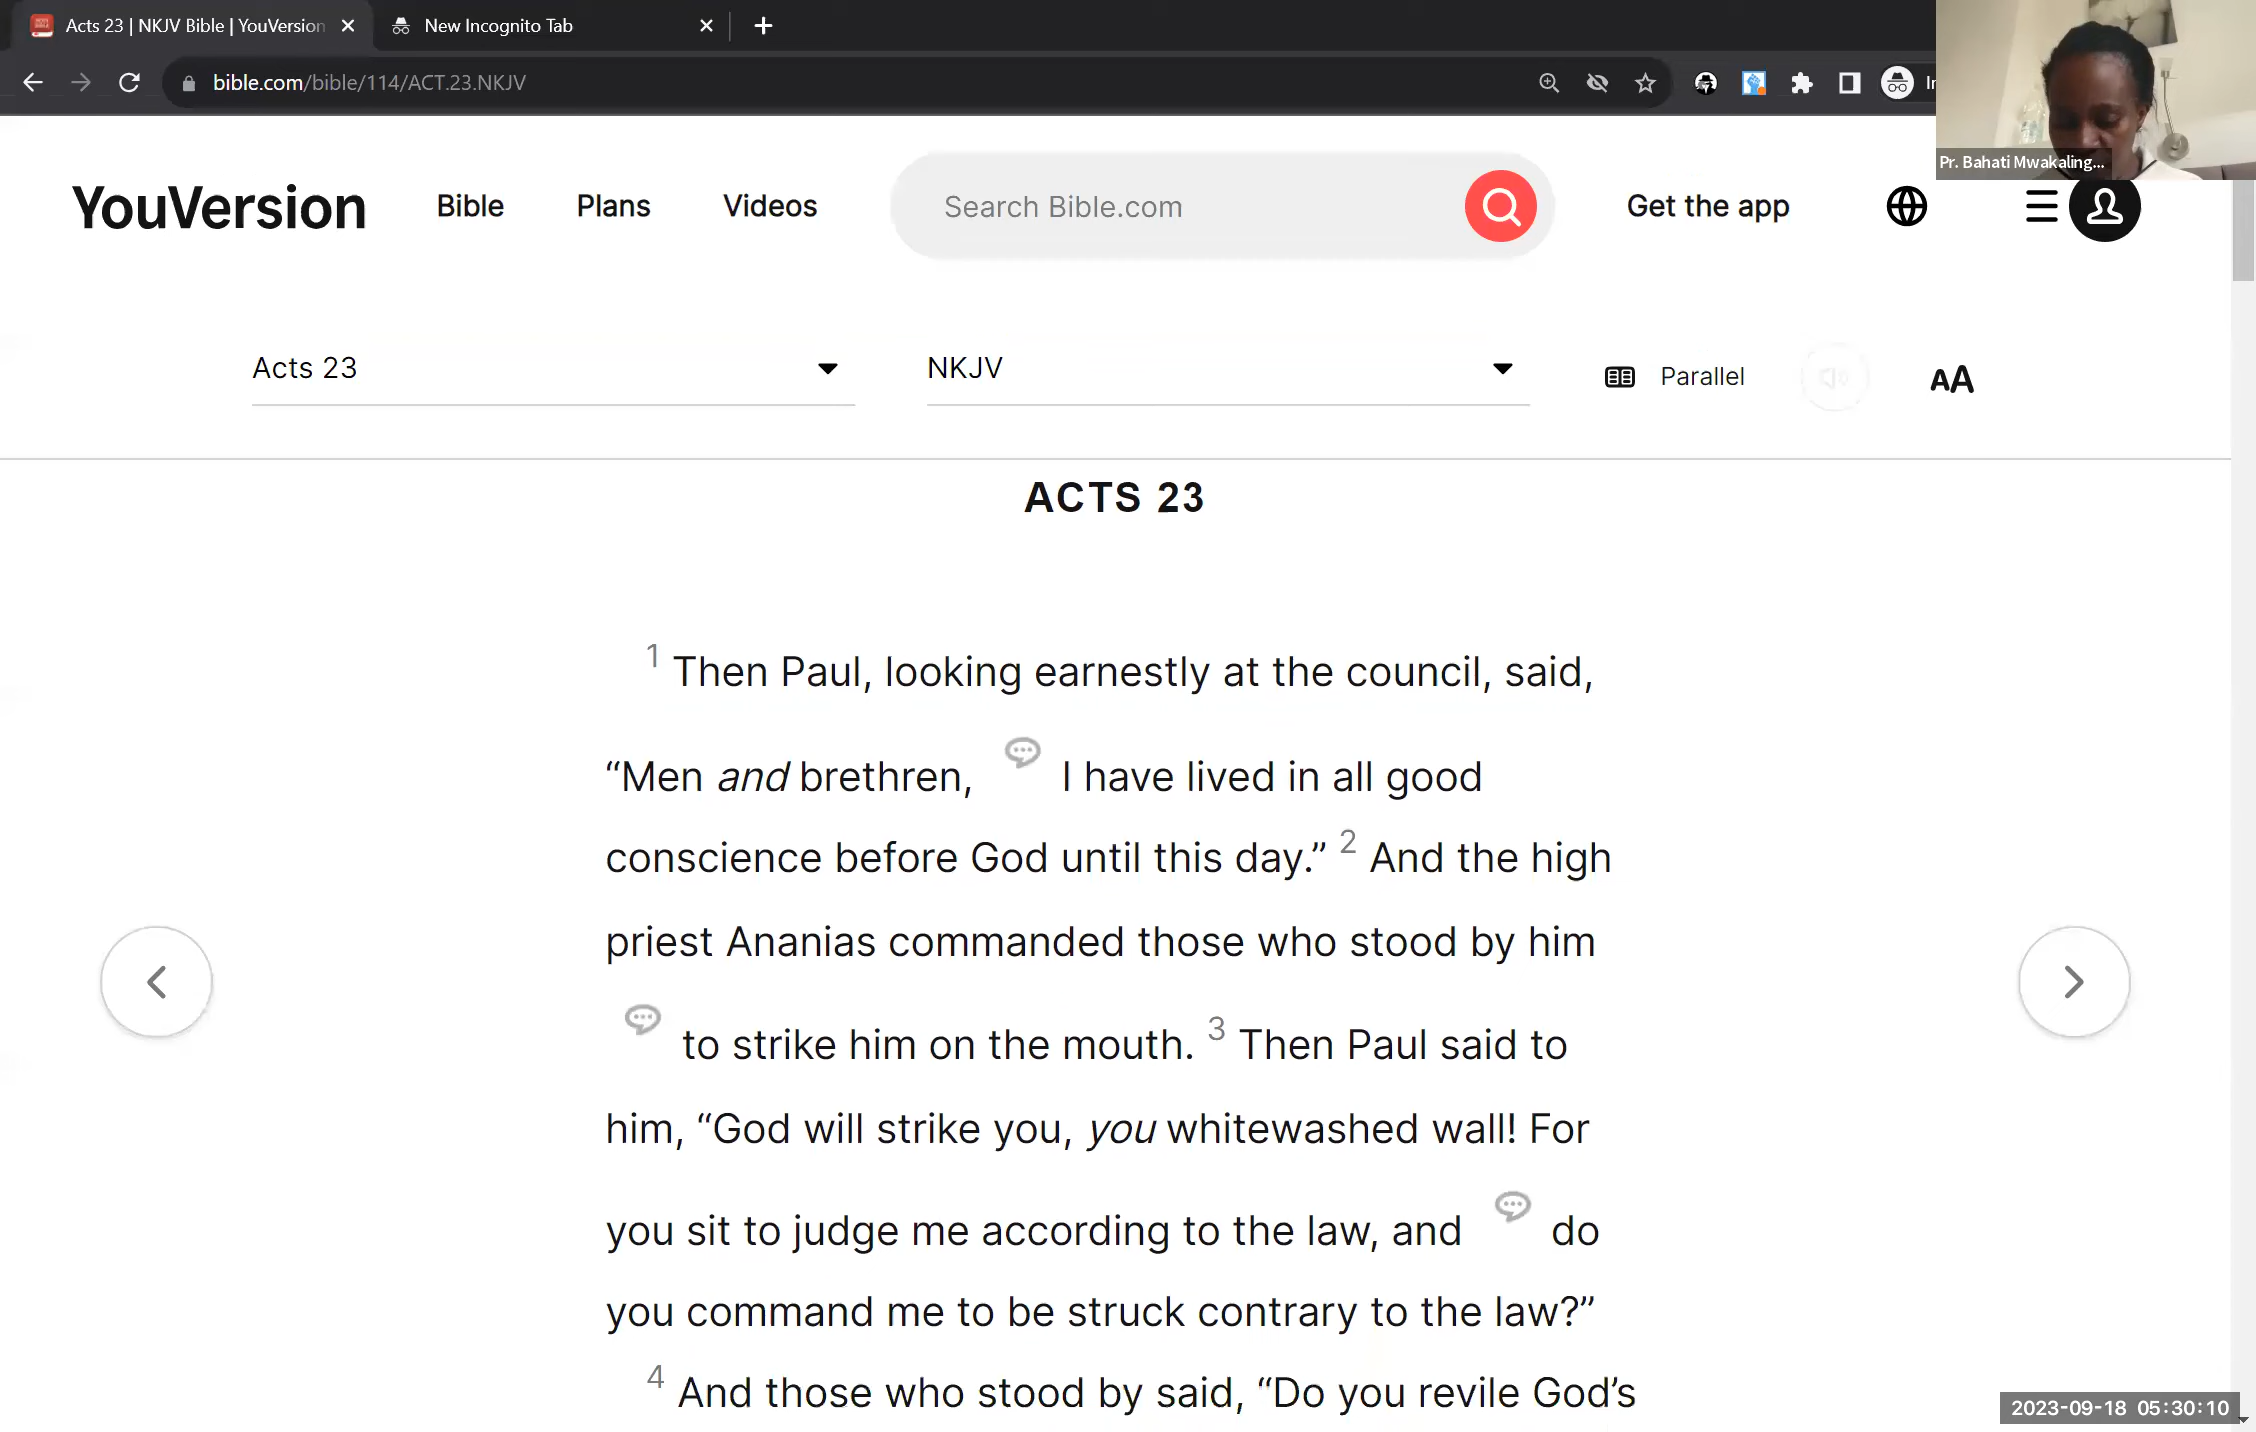 Acts 23 | NKJV Bible | YouVersion
New Incognito Tab
bible.com/bible/114/ACT.23.NKJV
Pr. Bahati Mwakaling...
YouVersion
Bible
Plans
Videos
Search Bible.com
Get the app
Acts 23
NKJV
Parallel
AA
ACTS 23
1 Then Paul, looking earnestly at the council, said,
“Men and brethren, I have lived in all good
conscience before God until this day.” 2 And the high
priest Ananias commanded those who stood by him
to strike him on the mouth. 3 Then Paul said to
him, “God will strike you, you whitewashed wall! For
you sit to judge me according to the law, and do
you command me to be struck contrary to the law?”
4 And those who stood by said, “Do you revile God’s
2023-09-18 05:30:10